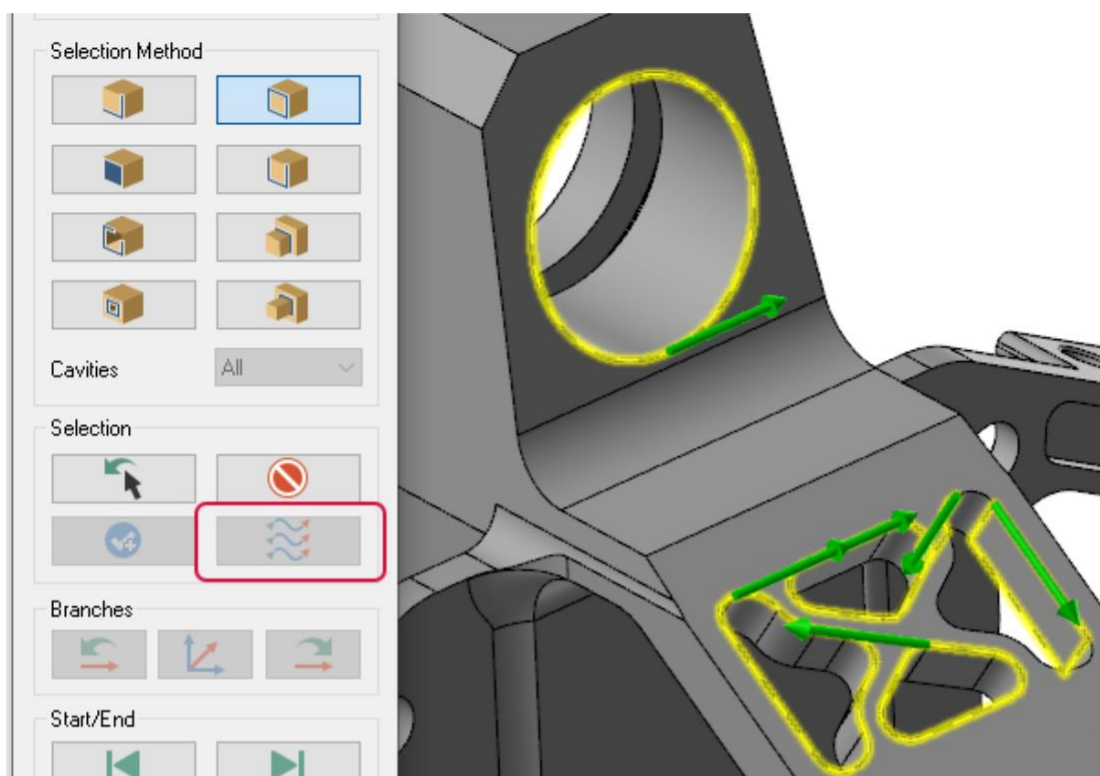 Selection Method
Cavities
All
Selection
Branches
Start/End